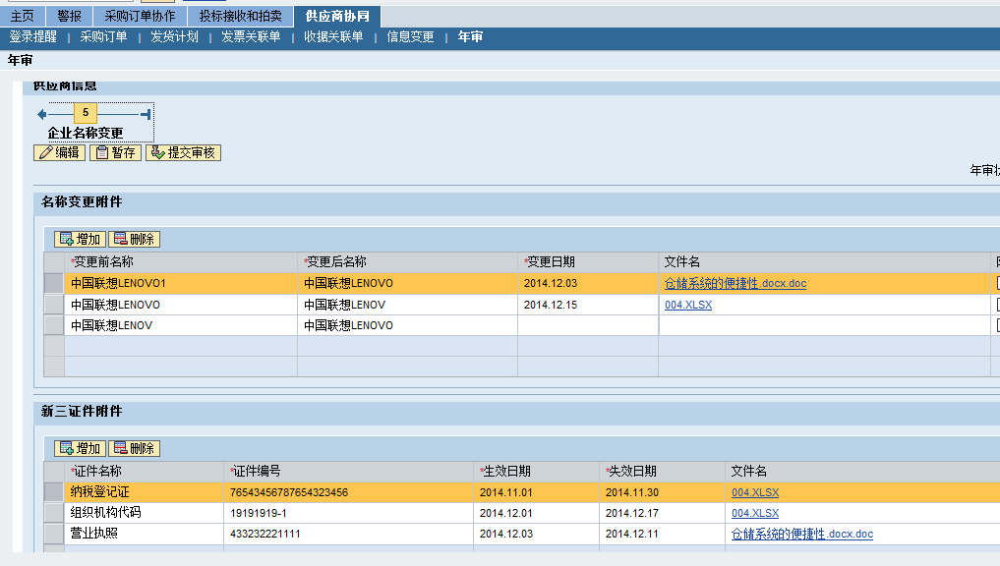 主页 警报 采购订单协作 投标接收和拍卖 供应商协同
登录提醒 | 采购订单 | 发货计划 | 发票关联单 | 收据关联单 | 信息变更 | 年审
年审
供应商信息
5
企业名称变更
编辑 暂存 提交审核
年审状
名称变更附件
增加 删除
*变更前名称 *变更后名称 *变更日期 文件名
中国联想LENOVO1 中国联想LENOVO 2014.12.03 仓储系统的便捷性.docx.doc
中国联想LENOVO 中国联想LENOV 2014.12.15 004.XLSX
中国联想LENOV 中国联想LENOVO
新三证件附件
增加 删除
*证件名称 *证件编号 *生效日期 *失效日期 文件名
纳税登记证 76543456787654323456 2014.11.01 2014.11.30 004.XLSX
组织机构代码 19191919-1 2014.12.01 2014.12.17 004.XLSX
营业执照 433232221111 2014.12.03 2014.12.11 仓储系统的便捷性.docx.doc